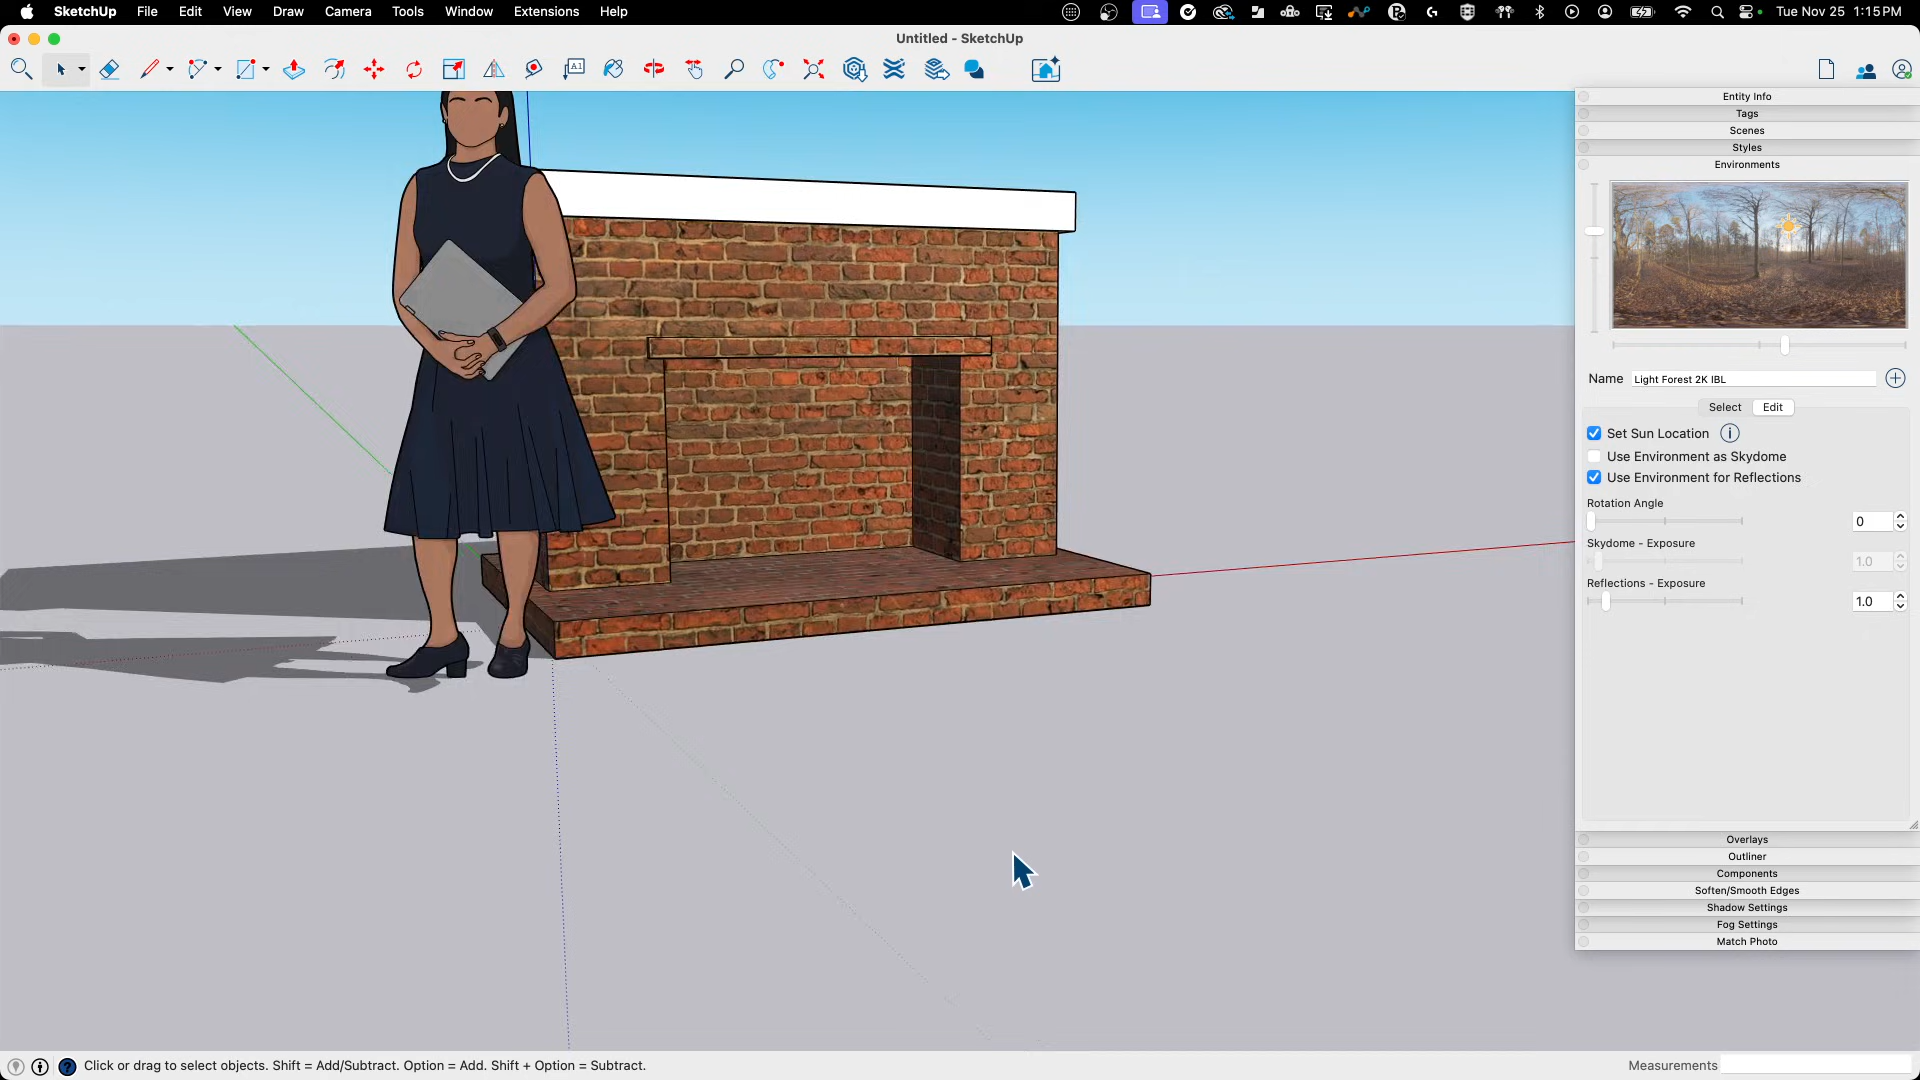 SketchUp File Edit View Draw Camera Tools Window Extensions Help
Tue Nov 25 1:15 PM
Untitled - SketchUp
A1
Entity Info
Tags
Scenes
Styles
Environments
Name Light Forest 2K IBL
Select Edit
Set Sun Location
Use Environment as Skydome
Use Environment for Reflections
Rotation Angle
0
Skydome - Exposure
1.0
Reflections - Exposure
1.0
Overlays
Outliner
Components
Soften/Smooth Edges
Shadow Settings
Fog Settings
Match Photo
Click or drag to select objects. Shift = Add/Subtract. Option = Add. Shift + Option = Subtract.
Measurements